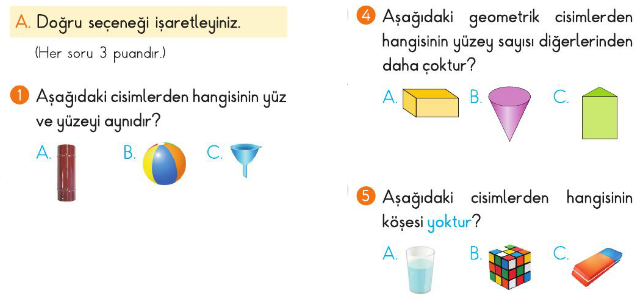 A. Doğru seçeneği işaretleyiniz.
(Her soru 3 puandır.)
1 Aşağıdaki cisimlerden hangisinin yüz
ve yüzeyi aynıdır?
A. B. C.
4 Aşağıdaki geometrik cisimlerden
hangisinin yüzey sayısı diğerlerinden
daha çoktur?
A. B. C.
5 Aşağıdaki cisimlerden hangisinin
köşesi yoktur?
A. B. C.